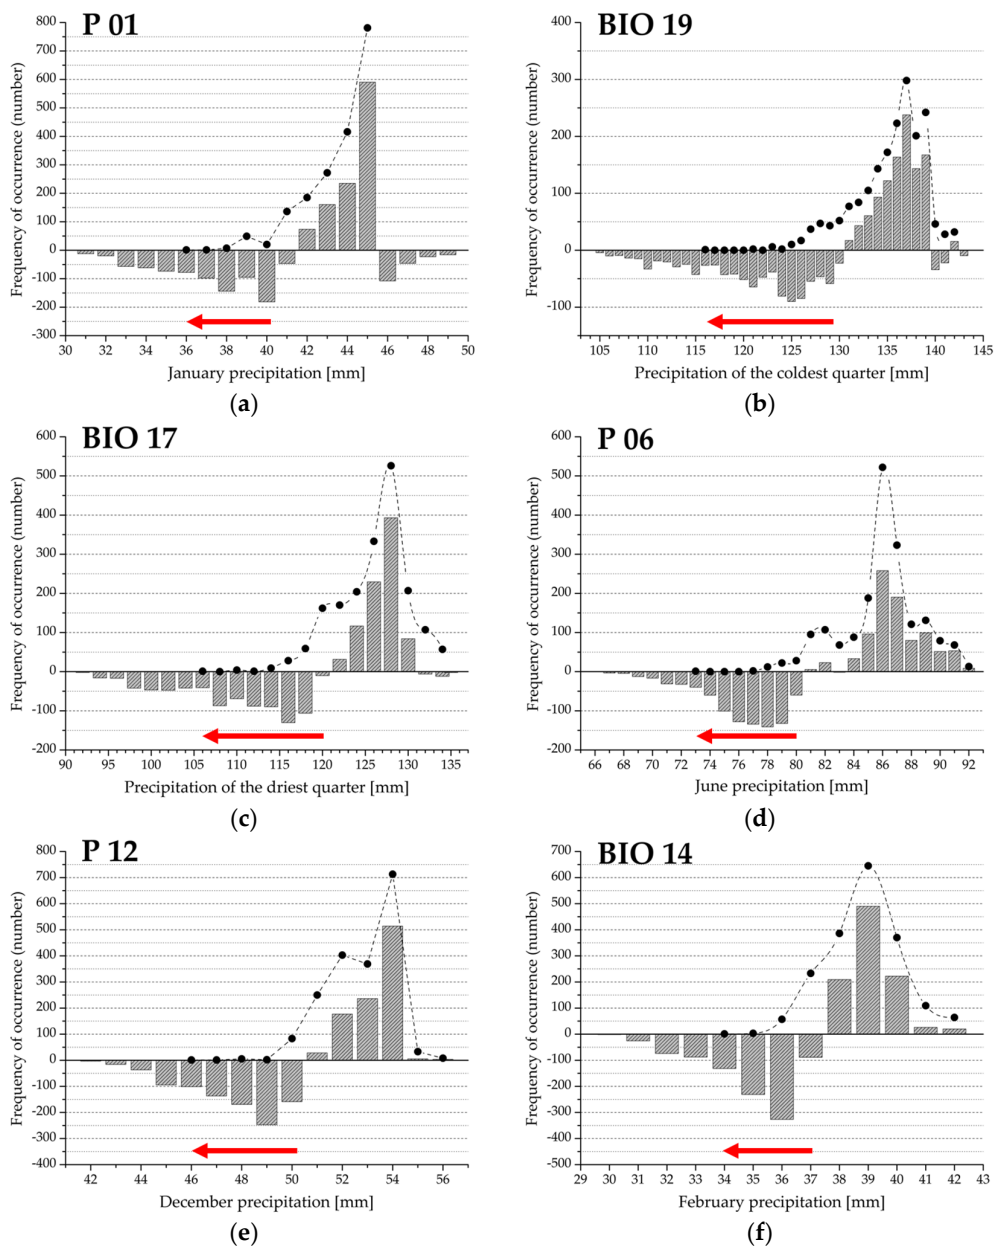 P 01
Frequency of occurrence (number)
800
700
600
500
400
300
200
100
0
-100
-200
-300
30 32 34 36 38 40 42 44 46 48 50
January precipitation [mm]
(a)
BIO 19
Frequency of occurrence (number)
400
300
200
100
0
-100
105 110 115 120 125 130 135 140 145
Precipitation of the coldest quarter [mm]
(b)
BIO 17
Frequency of occurrence (number)
600
500
400
300
200
100
0
-100
-200
90 95 100 105 110 115 120 125 130 135
Precipitation of the driest quarter [mm]
(c)
P 06
Frequency of occurrence (number)
600
500
400
300
200
100
0
-100
-200
66 68 70 72 74 76 78 80 82 84 86 88 90 92
June precipitation [mm]
(d)
P 12
Frequency of occurrence (number)
800
700
600
500
400
300
200
100
0
-100
-200
-300
-400
42 44 46 48 50 52 54 56
December precipitation [mm]
(e)
BIO 14
Frequency of occurrence (number)
700
600
500
400
300
200
100
0
-100
-200
-300
-400
-500
29 30 31 32 33 34 35 36 37 38 39 40 41 42 43
February precipitation [mm]
(f)